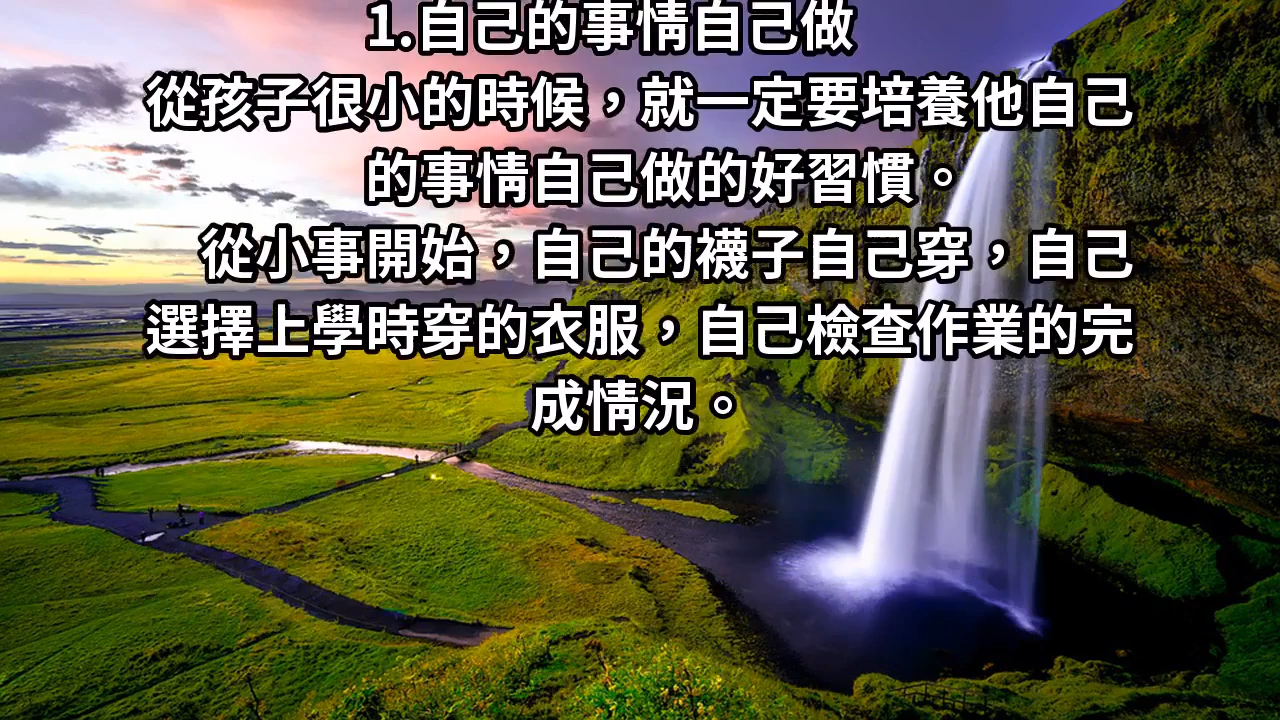 1.自己的事情自己做
從孩子很小的時候，就一定要培養他自己
的事情自己做的好習慣。
從小事開始，自己的襪子自己穿，自己
選擇上學時穿的衣服，自己檢查作業的完
成情況。